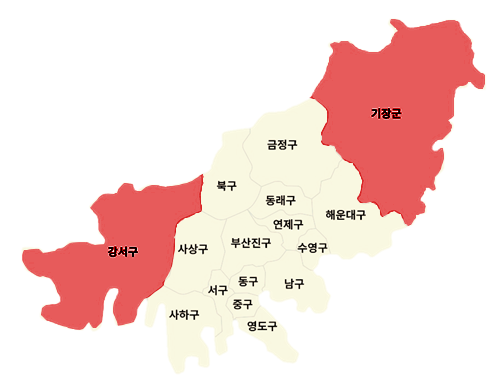 기장군
금정구
북구
동래구
해운대구
연제구
부산진구
수영구
사상구
강서구
동구
남구
서구
중구
사하구
영도구